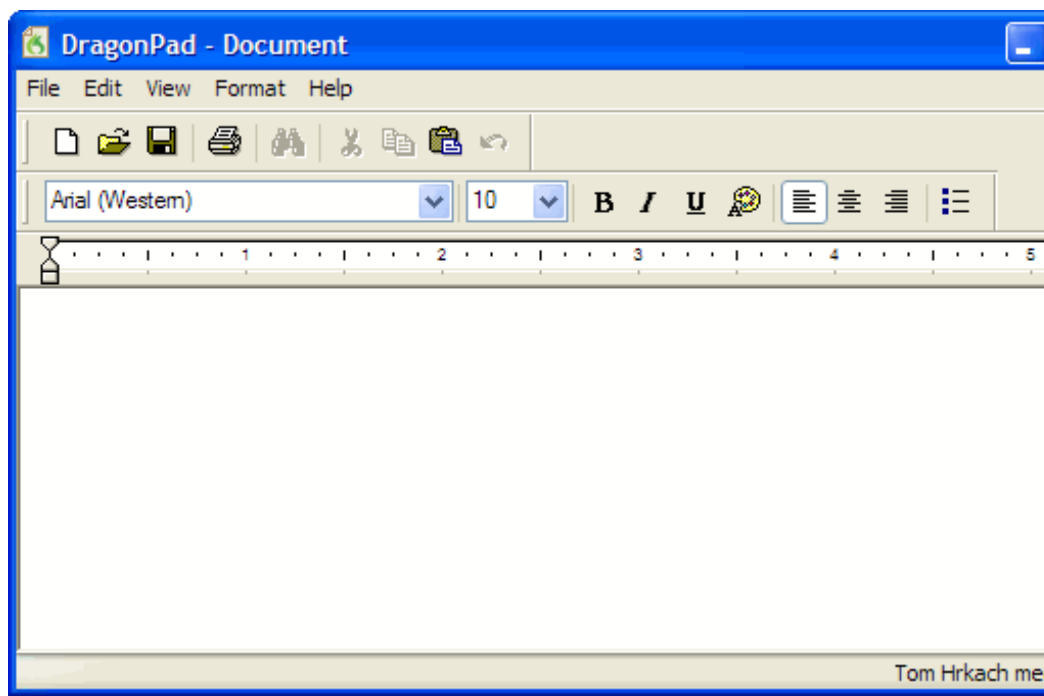 DragonPad - Document
File Edit View Format Help
Arial (Western) 10 B I U
1 2 3 4 5
Tom Hrkach me